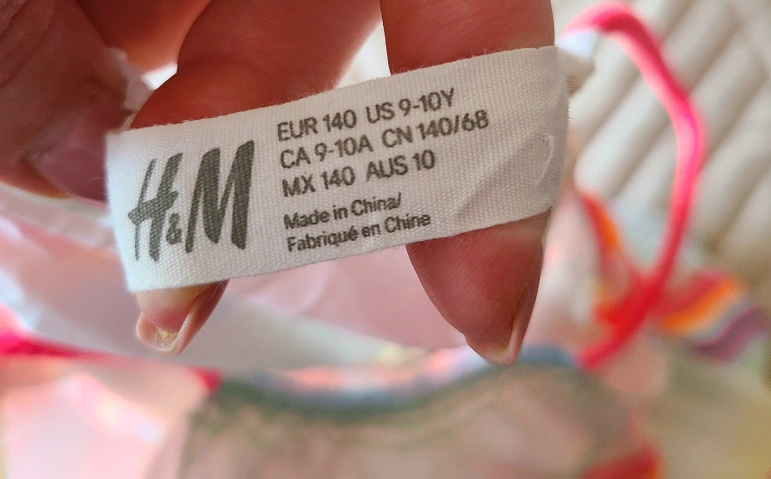 H&M
EUR 140 US 9-10Y
CA 9-10A CN 140/68
MX 140 AUS 10
Made in China/
Fabriqué en Chine